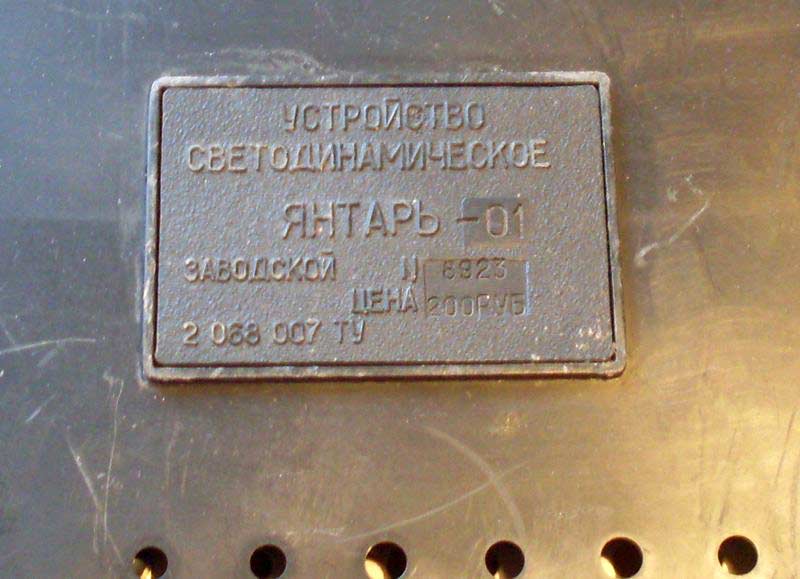 УСТРОЙСТВО
СВЕТОДИНАМИЧЕСКОЕ
ЯНТАРЬ -01
ЗАВОДСКОЙ N 6923
ЦЕНА 200РУБ
2 068 007 ТУ